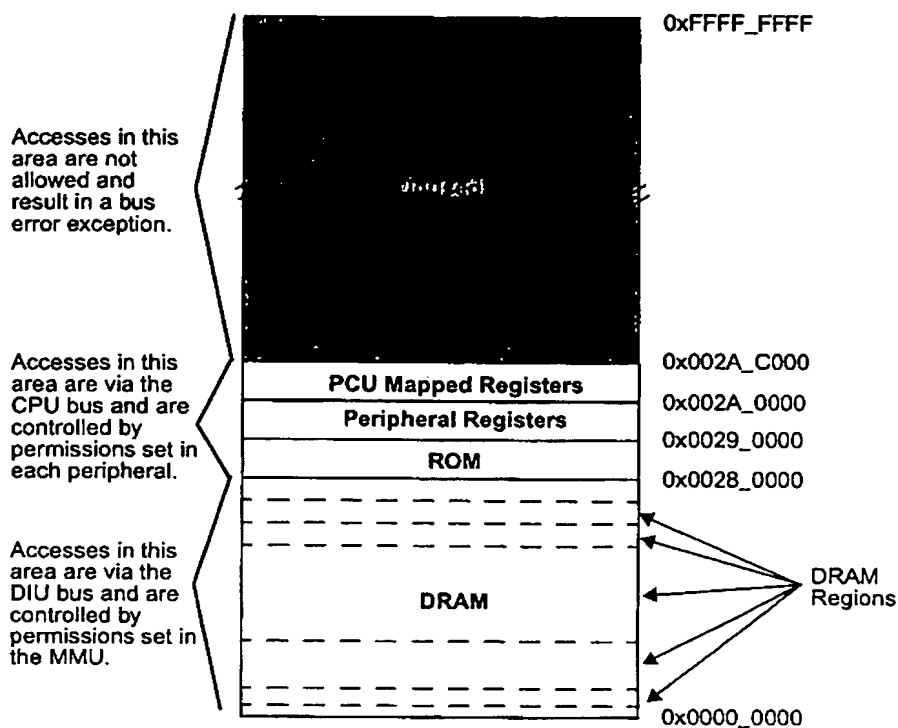 0xFFFF_FFFF
Accesses in this
area are not
allowed and
result in a bus
error exception.
Accesses in this
area are via the
CPU bus and are
controlled by
permissions set in
each peripheral.
0x002A_C000
PCU Mapped Registers
0x002A_0000
Peripheral Registers
0x0029_0000
ROM
0x0028_0000
Accesses in this
area are via the
DIU bus and are
controlled by
permissions set in
the MMU.
DRAM
DRAM
Regions
0x0000_0000